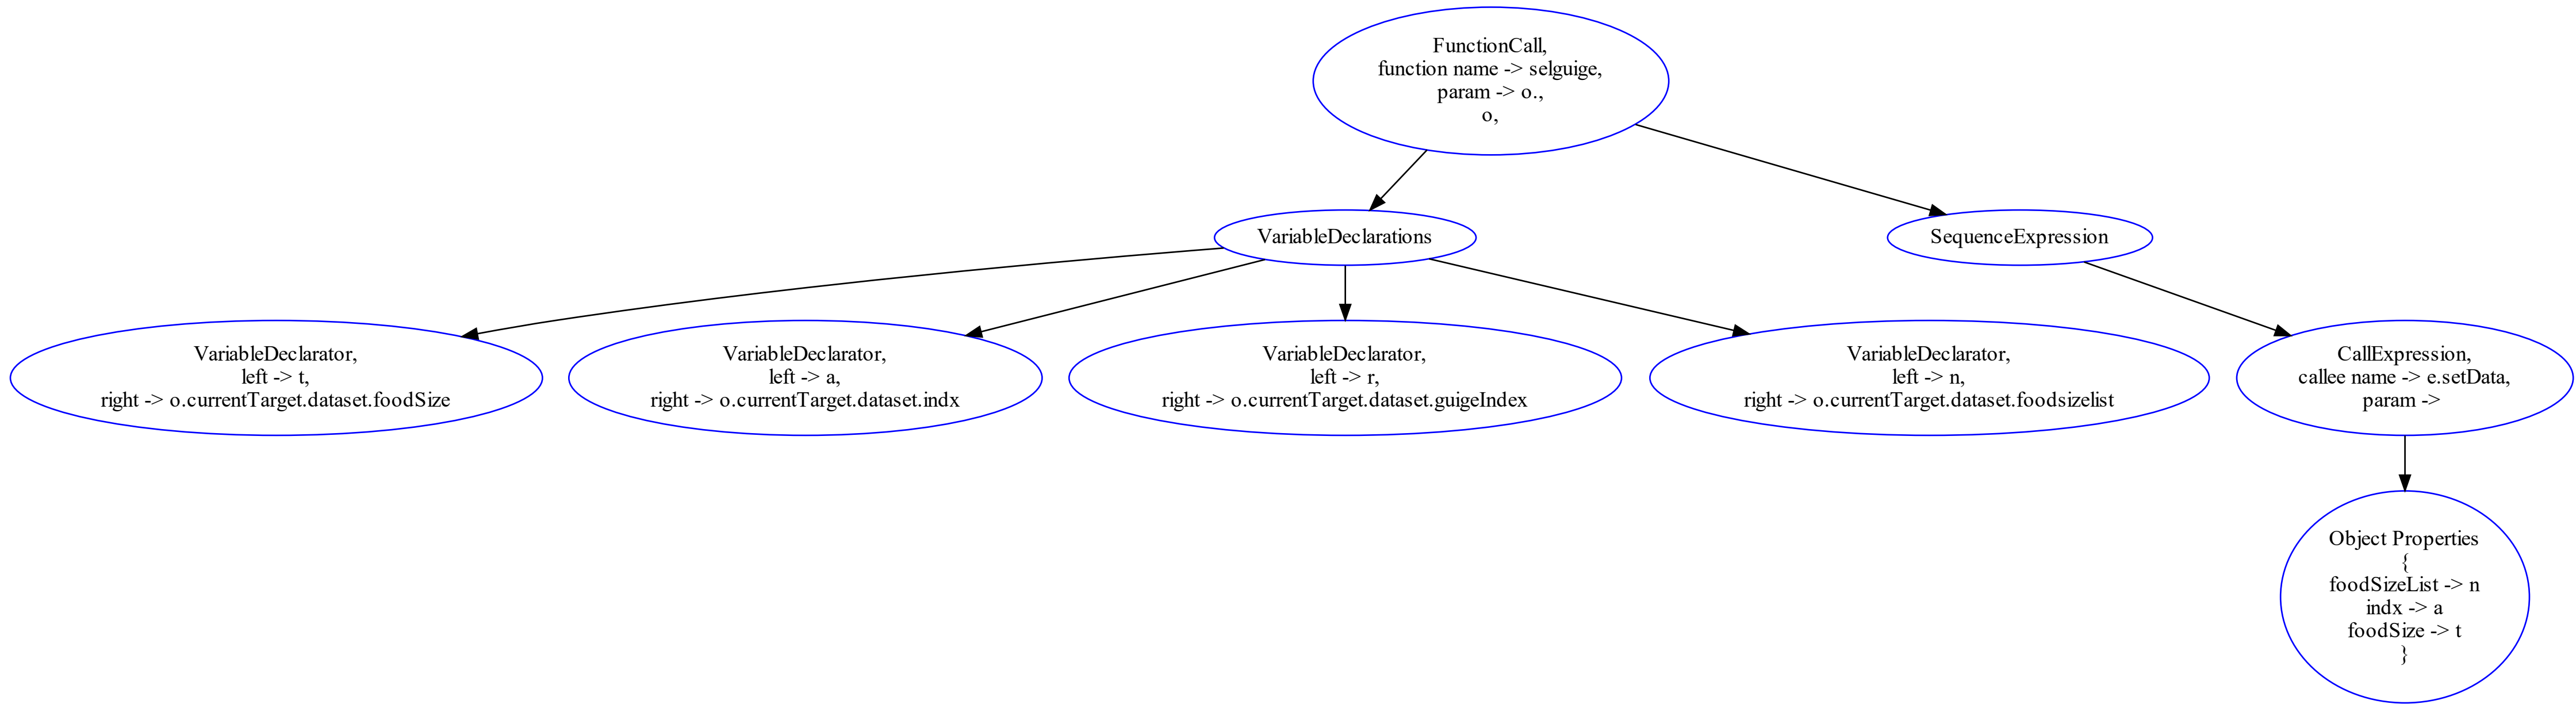 FunctionCall,
function name -> selguige,
param -> o.,
o,
VariableDeclarations
SequenceExpression
VariableDeclarator,
left -> t,
right -> o.currentTarget.dataset.foodSize
VariableDeclarator,
left -> a,
right -> o.currentTarget.dataset.indx
VariableDeclarator,
left -> r,
right -> o.currentTarget.dataset.guigeIndex
VariableDeclarator,
left -> n,
right -> o.currentTarget.dataset.foodsizelist
CallExpression,
callee name -> e.setData,
param ->
Object Properties
{
foodSizeList -> n
indx -> a
foodSize -> t
}